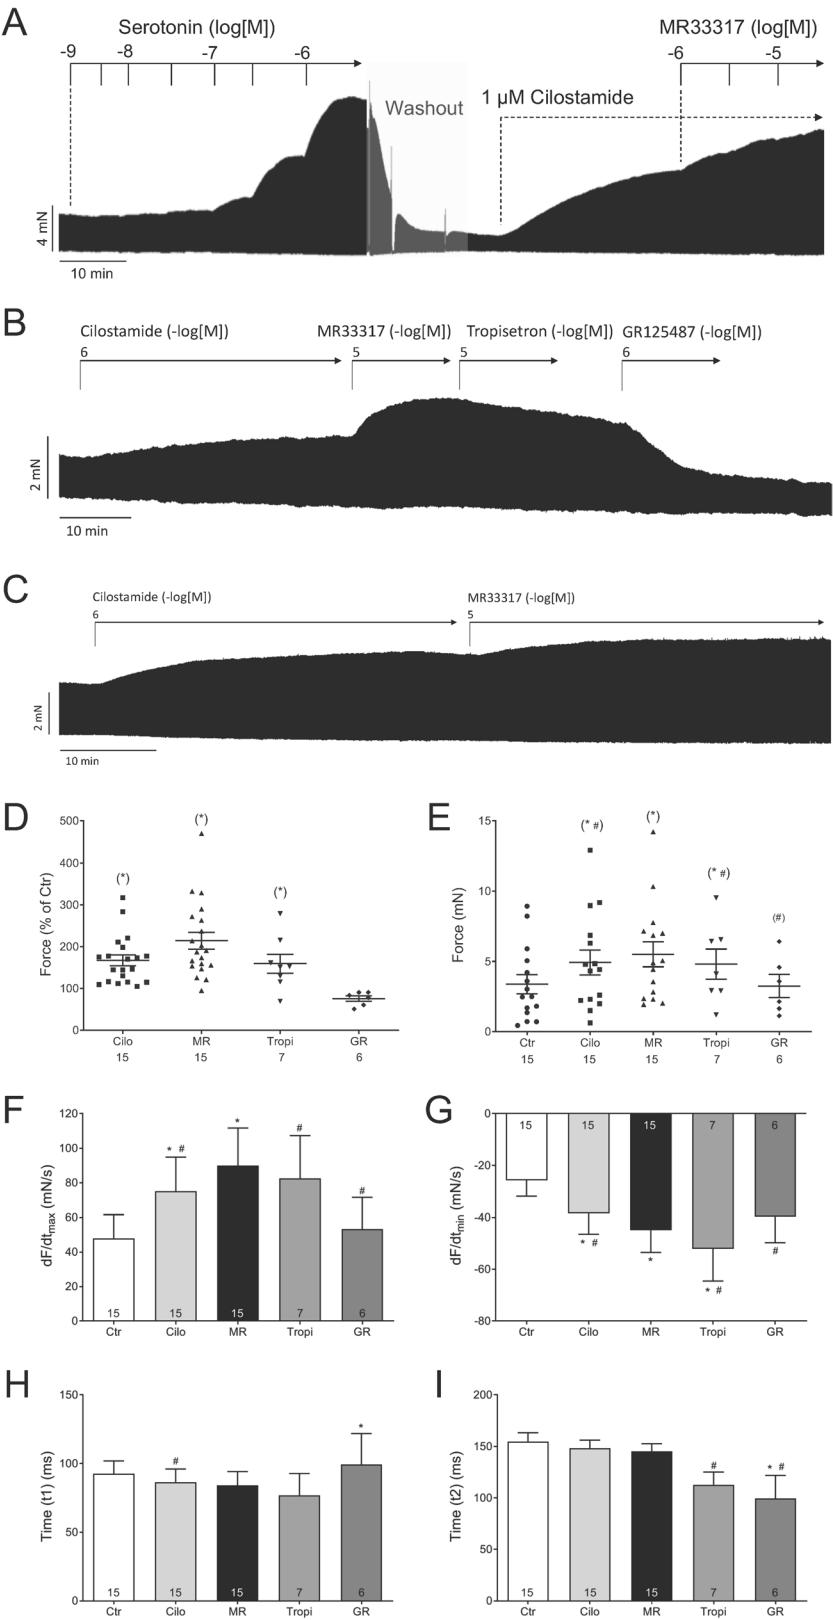 A
Serotonin (log[M])
MR33317 (log[M])
-9 -8 -7 -6
-6 -5
Washout
1 µM Cilostamide
4 mN
10 min
B
Cilostamide (-log[M]) MR33317 (-log[M]) Tropisetron (-log[M]) GR125487 (-log[M])
6 5 5 6
2 mN
10 min
C
Cilostamide (-log[M]) MR33317 (-log[M])
6 5
2 mN
10 min
D
Force (% of Ctr)
500
400
300
200
100
0
(*) (*) (*)
Cilo MR Tropi GR
15 15 7 6
E
Force (mN)
15
10
5
0
(* #) (*) (* #) (#)
Ctr Cilo MR Tropi GR
15 15 15 7 6
F
dF/dtmax (mN/s)
120
100
80
60
40
20
0
* # * # #
15 15 15 7 6
Ctr Cilo MR Tropi GR
G
dF/dtmin (mN/s)
0
-20
-40
-60
-80
15 15 15 7 6
* # * * # #
Ctr Cilo MR Tropi GR
H
Time (t1) (ms)
150
100
50
0
# *
15 15 15 7 6
Ctr Cilo MR Tropi GR
I
Time (t2) (ms)
200
150
100
50
0
# * #
15 15 15 7 6
Ctr Cilo MR Tropi GR